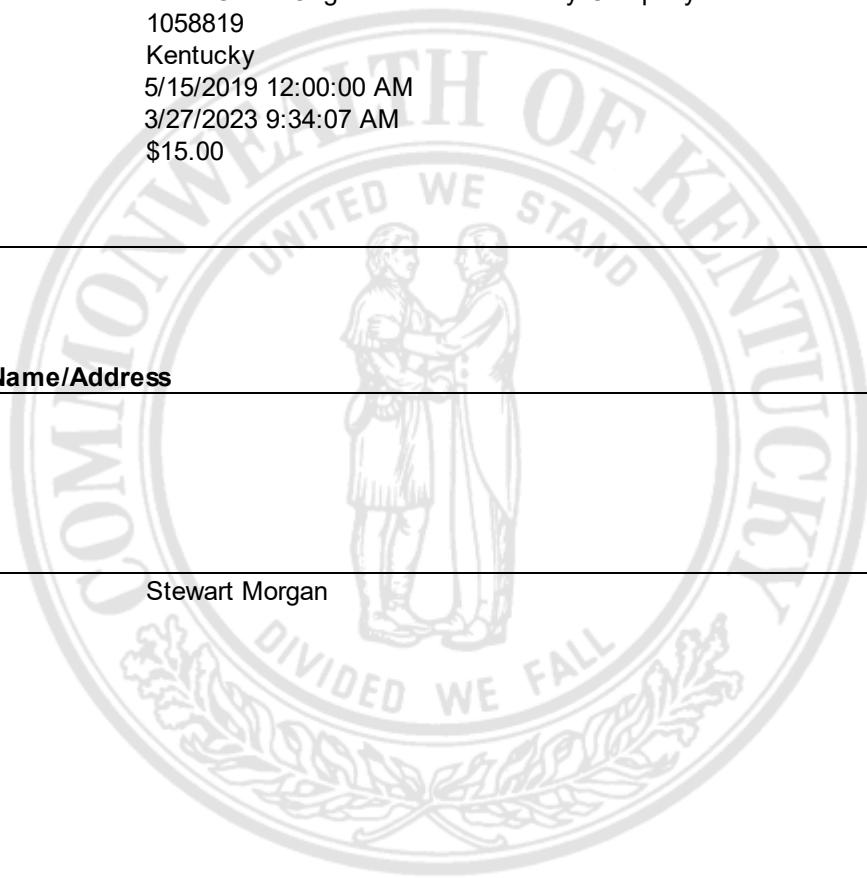 1058819
Kentucky
5/15/2019 12:00:00 AM
3/27/2023 9:34:07 AM
$15.00
COMMONWEALTH OF KENTUCKY
UNITED WE STAND
Name/Address
Stewart Morgan
DIVIDED WE FALL